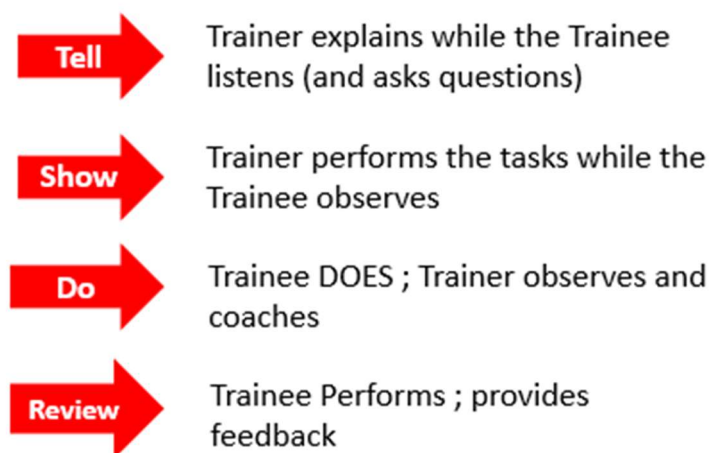 Tell
Trainer explains while the Trainee
listens (and asks questions)
Show
Trainer performs the tasks while the
Trainee observes
Do
Trainee DOES ; Trainer observes and
coaches
Review
Trainee Performs ; provides
feedback